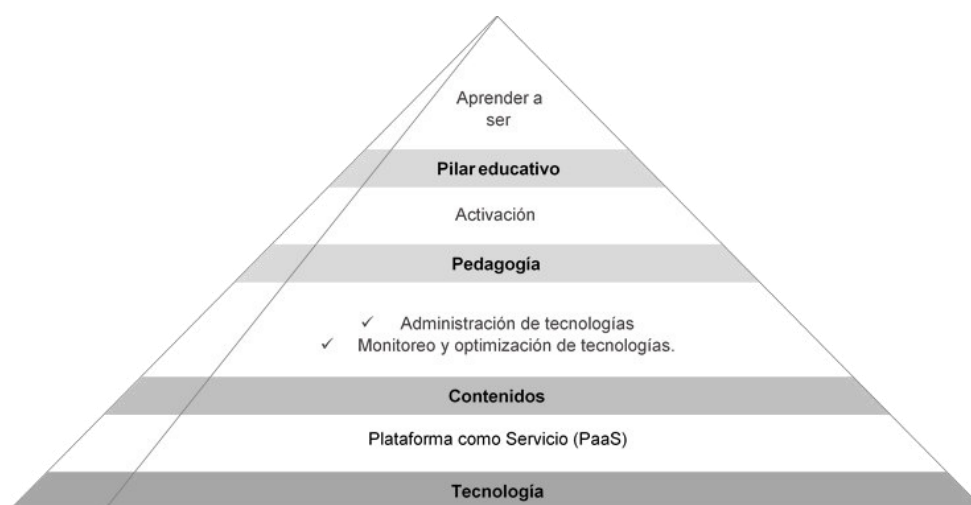 Aprender a
ser
Pilar educativo
Activación
Pedagogía
✓ Administración de tecnologías
✓ Monitoreo y optimización de tecnologías.
Contenidos
Plataforma como Servicio (PaaS)
Tecnología